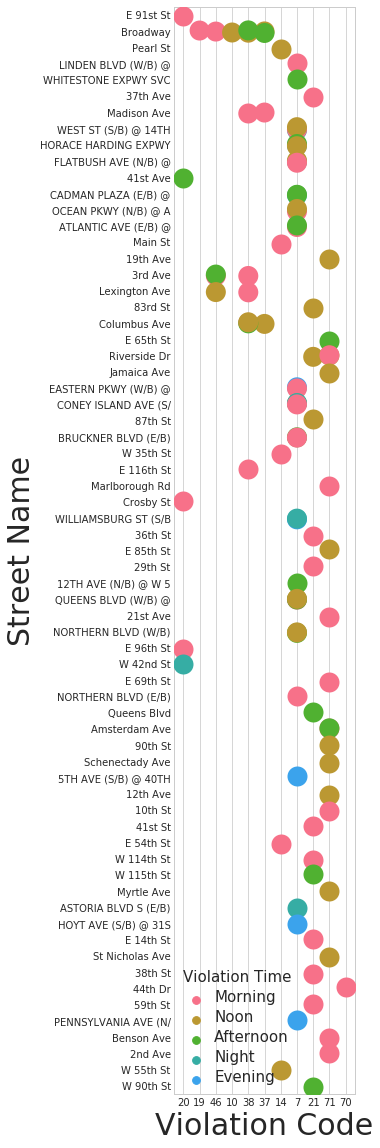 E 91st St
Broadway
Pearl St
LINDEN BLVD (W/B) @
WHITESTONE EXPWY SVC
37th Ave
Madison Ave
WEST ST (S/B) @ 14TH
HORACE HARDING EXPWY
FLATBUSH AVE (N/B) @
41st Ave
CADMAN PLAZA (E/B) @
OCEAN PKWY (N/B) @ A
ATLANTIC AVE (E/B) @
Main St
19th Ave
3rd Ave
Lexington Ave
83rd St
Columbus Ave
E 65th St
Riverside Dr
Jamaica Ave
EASTERN PKWY (W/B) @
CONEY ISLAND AVE (S/
87th St
BRUCKNER BLVD (E/B)
W 35th St
E 116th St
Marlborough Rd
Crosby St
WILLIAMSBURG ST (S/B
36th St
E 85th St
29th St
12TH AVE (N/B) @ W 5
QUEENS BLVD (W/B) @
21st Ave
NORTHERN BLVD (W/B)
E 96th St
W 42nd St
E 69th St
NORTHERN BLVD (E/B)
Queens Blvd
Amsterdam Ave
90th St
Schenectady Ave
5TH AVE (S/B) @ 40TH
12th Ave
10th St
41st St
E 54th St
W 114th St
W 115th St
Myrtle Ave
ASTORIA BLVD S (E/B)
HOYT AVE (S/B) @ 31S
E 14th St
St Nicholas Ave
38th St
44th Dr
59th St
PENNSYLVANIA AVE (N/
Benson Ave
2nd Ave
W 55th St
W 90th St
Street Name
Violation Time
Morning
Noon
Afternoon
Night
Evening
20 19 46 10 38 37 14 7 21 71 70
Violation Code